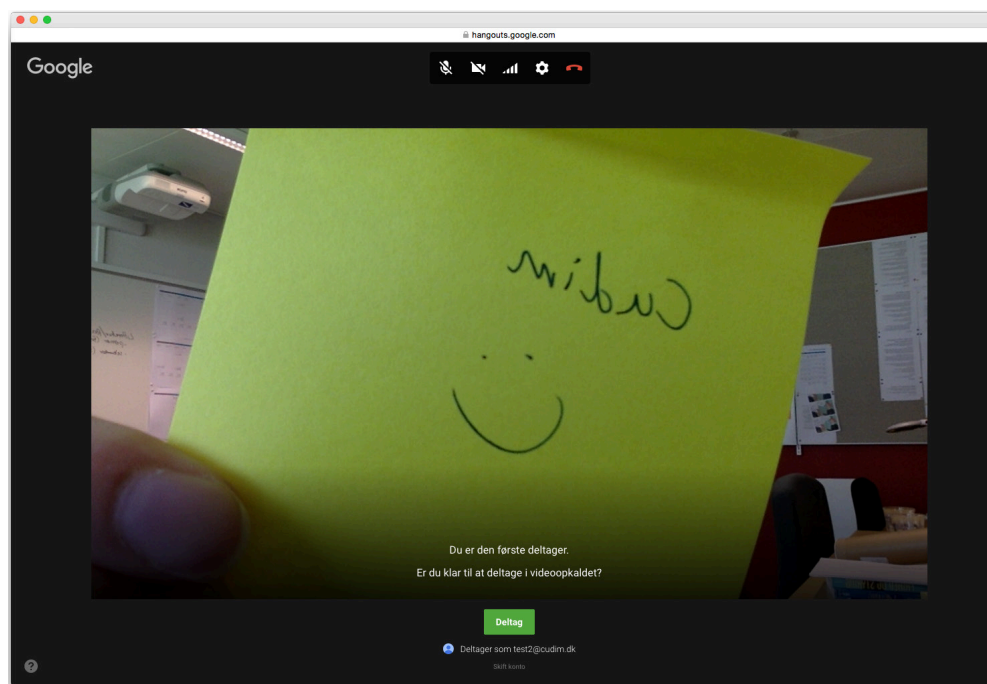 hangouts.google.com
Google
Cudim
Du er den første deltager.
Er du klar til at deltage i videoopkaldet?
Deltag
Deltager som test2@cudim.dk
Skift konto
?